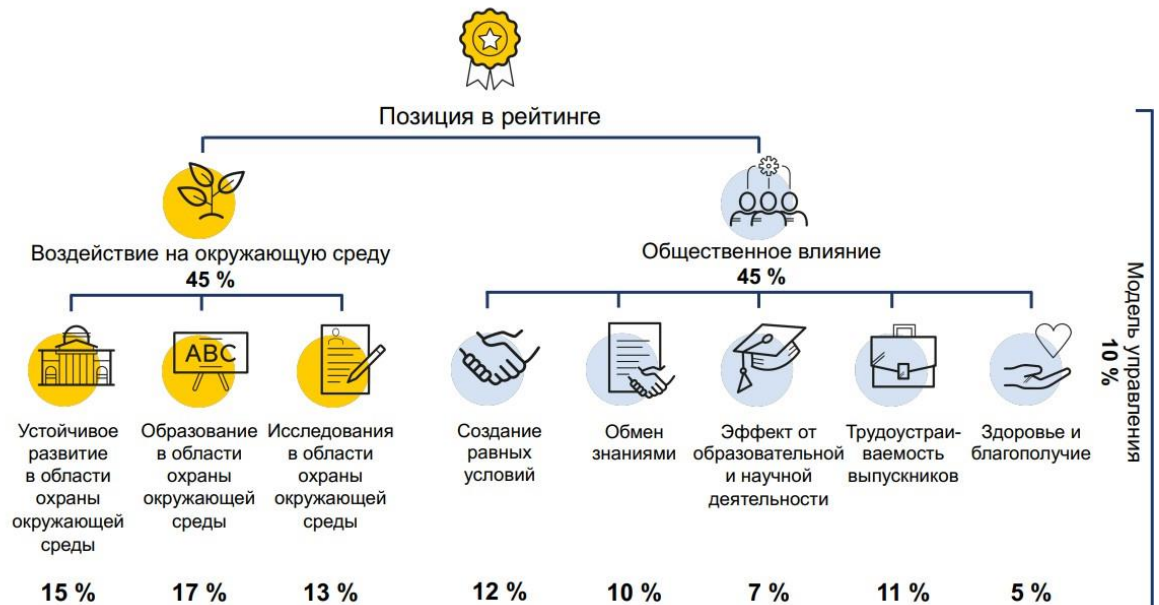 Позиция в рейтинге
Воздействие на окружающую среду
45 %
Общественное влияние
45 %
Модель управления
10 %
ABC
Устойчивое
развитие
в области
охраны
окружающей
среды
15 %
Образование
в области
охраны
окружающей
среды
17 %
Исследования
в области
охраны
окружающей
среды
13 %
Создание
равных
условий
12 %
Обмен
знаниями
10 %
Эффект от
образовательной
и научной
деятельности
7 %
Трудоустраи-
ваемость
выпускников
11 %
Здоровье и
благополучие
5 %